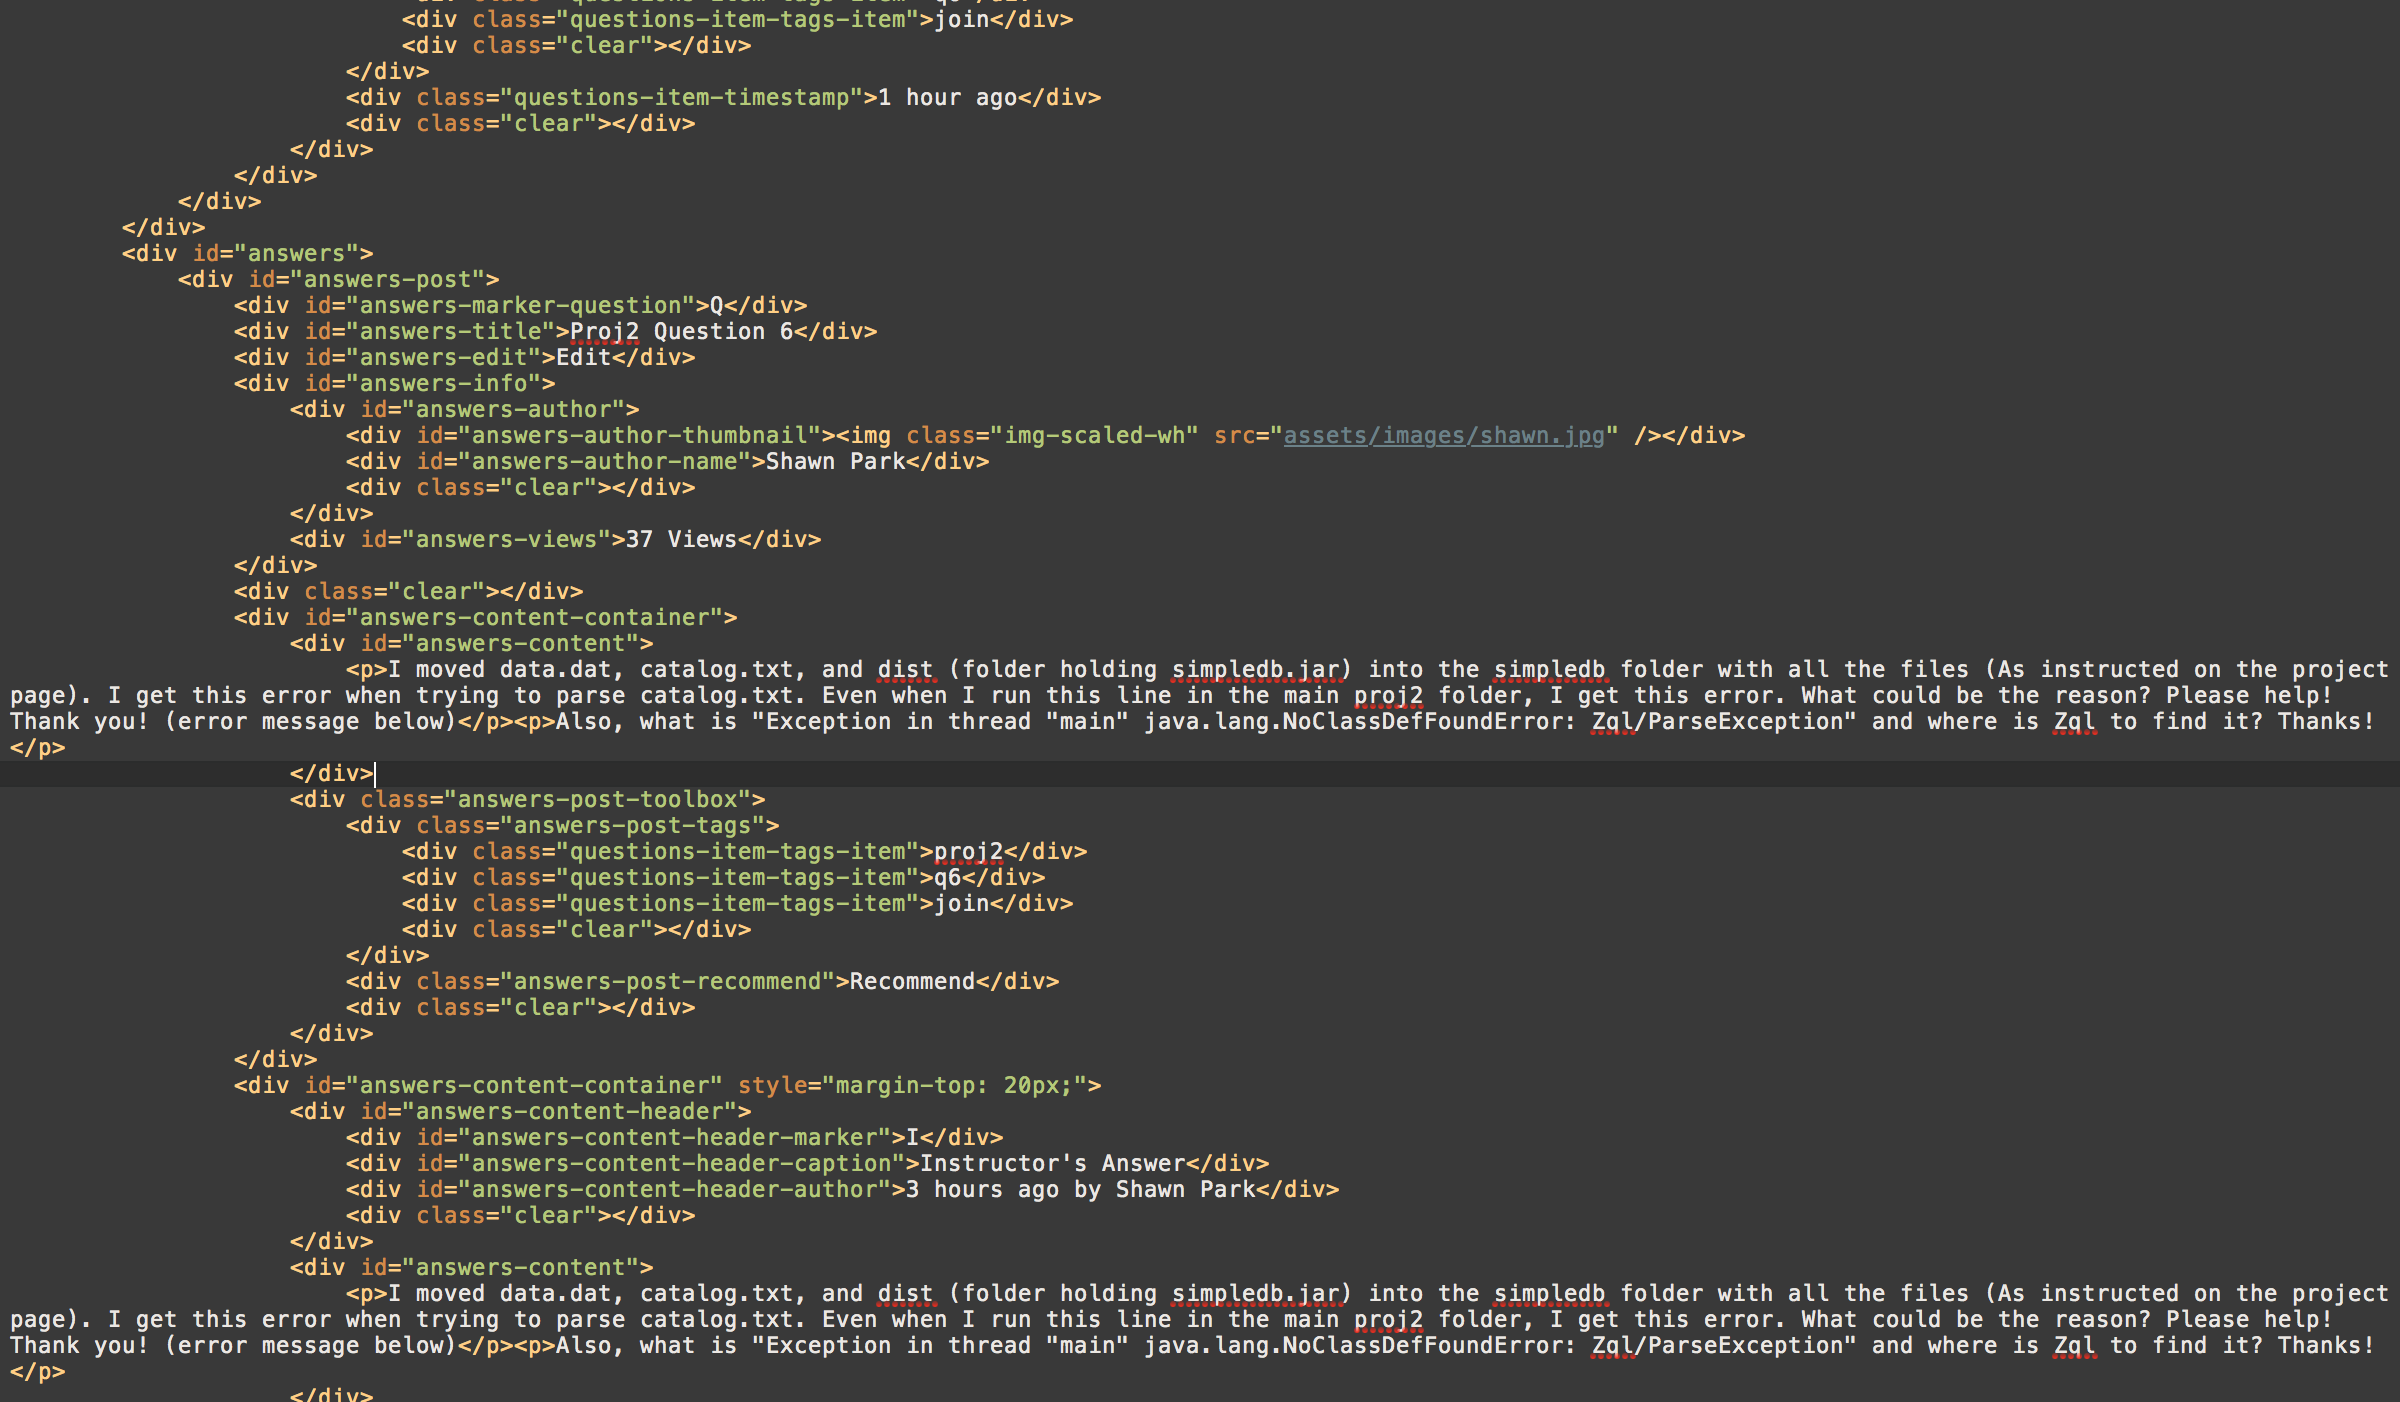 <div class="questions-item-tags-item">q6</div>
<div class="questions-item-tags-item">join</div>
<div class="clear"></div>
</div>
<div class="questions-item-timestamp">1 hour ago</div>
<div class="clear"></div>
</div>
</div>
</div>
</div>
<div id="answers">
<div id="answers-post">
<div id="answers-marker-question">Q</div>
<div id="answers-title">Proj2 Question 6</div>
<div id="answers-edit">Edit</div>
<div id="answers-info">
<div id="answers-author">
<div id="answers-author-thumbnail"><img class="img-scaled-wh" src="assets/images/shawn.jpg" /></div>
<div id="answers-author-name">Shawn Park</div>
<div class="clear"></div>
</div>
<div id="answers-views">37 Views</div>
</div>
<div class="clear"></div>
<div id="answers-content-container">
<div id="answers-content">
<p>I moved data.dat, catalog.txt, and dist (folder holding simpledb.jar) into the simpledb folder with all the files (As instructed on the project
page). I get this error when trying to parse catalog.txt. Even when I run this line in the main proj2 folder, I get this error. What could be the reason? Please help!
Thank you! (error message below)</p><p>Also, what is "Exception in thread "main" java.lang.NoClassDefFoundError: Zql/ParseException" and where is Zql to find it? Thanks!
</p>
</div>
<div class="answers-post-toolbox">
<div class="answers-post-tags">
<div class="questions-item-tags-item">proj2</div>
<div class="questions-item-tags-item">q6</div>
<div class="questions-item-tags-item">join</div>
<div class="clear"></div>
</div>
<div class="answers-post-recommend">Recommend</div>
<div class="clear"></div>
</div>
</div>
<div id="answers-content-container" style="margin-top: 20px;">
<div id="answers-content-header">
<div id="answers-content-header-marker">I</div>
<div id="answers-content-header-caption">Instructor's Answer</div>
<div id="answers-content-header-author">3 hours ago by Shawn Park</div>
<div class="clear"></div>
</div>
<div id="answers-content">
<p>I moved data.dat, catalog.txt, and dist (folder holding simpledb.jar) into the simpledb folder with all the files (As instructed on the project
page). I get this error when trying to parse catalog.txt. Even when I run this line in the main proj2 folder, I get this error. What could be the reason? Please help!
Thank you! (error message below)</p><p>Also, what is "Exception in thread "main" java.lang.NoClassDefFoundError: Zql/ParseException" and where is Zql to find it? Thanks!
</p>
</div>